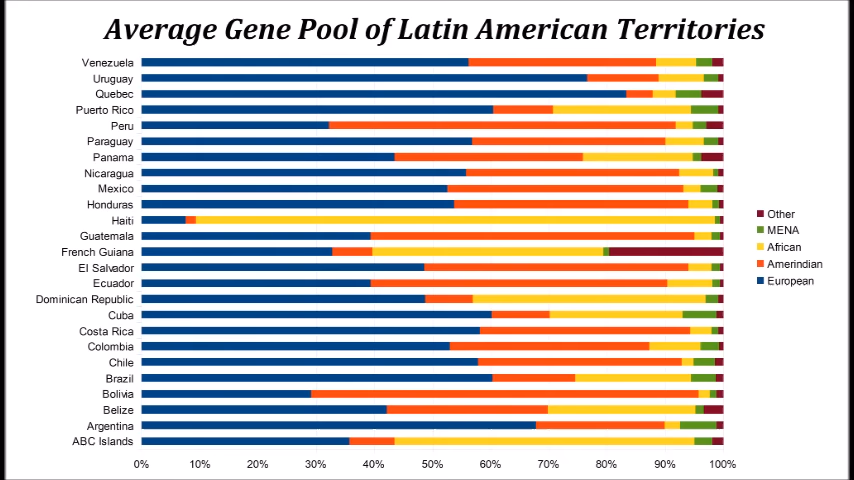 Average Gene Pool of Latin American Territories
Venezuela
Uruguay
Quebec
Puerto Rico
Peru
Paraguay
Panama
Nicaragua
Mexico
Honduras
Haiti
Guatemala
French Guiana
El Salvador
Ecuador
Dominican Republic
Cuba
Costa Rica
Colombia
Chile
Brazil
Bolivia
Belize
Argentina
ABC Islands
0% 10% 20% 30% 40% 50% 60% 70% 80% 90% 100%
Other
MENA
African
Amerindian
European